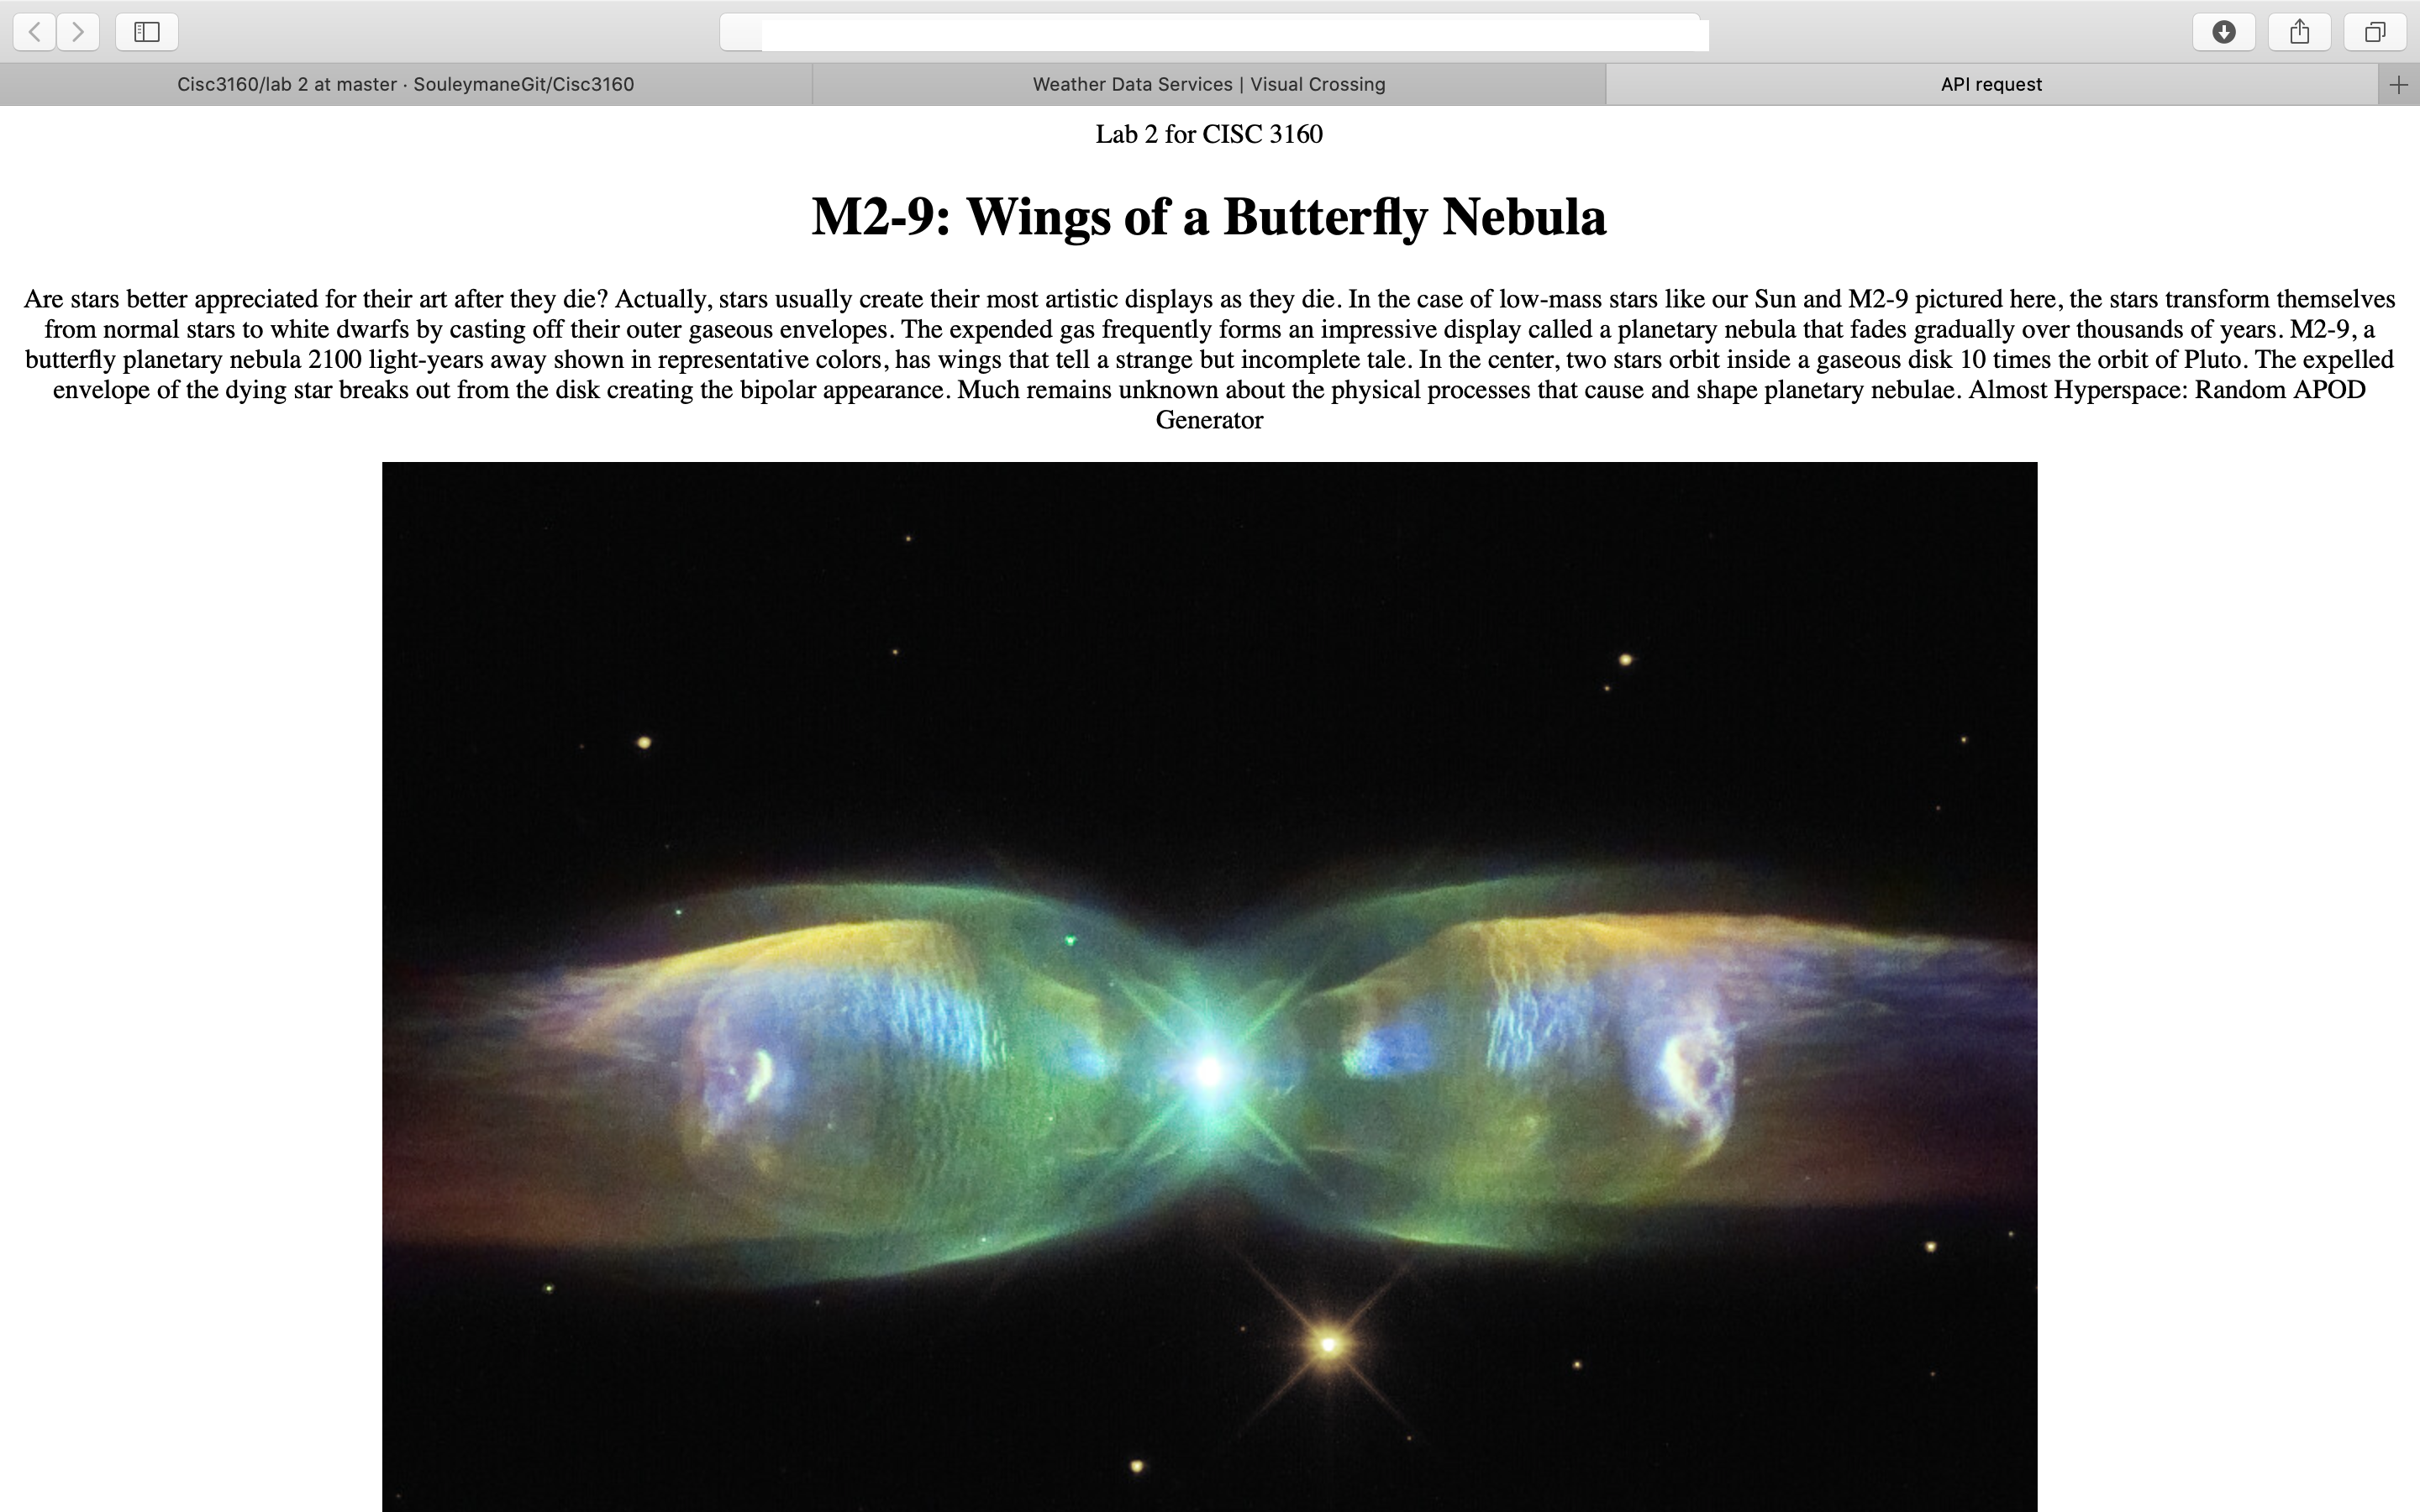 Cisc3160/lab 2 at master · SouleymaneGit/Cisc3160
Weather Data Services | Visual Crossing
API request
Lab 2 for CISC 3160
M2-9: Wings of a Butterfly Nebula
Are stars better appreciated for their art after they die? Actually, stars usually create their most artistic displays as they die. In the case of low-mass stars like our Sun and M2-9 pictured here, the stars transform themselves
from normal stars to white dwarfs by casting off their outer gaseous envelopes. The expended gas frequently forms an impressive display called a planetary nebula that fades gradually over thousands of years. M2-9, a
butterfly planetary nebula 2100 light-years away shown in representative colors, has wings that tell a strange but incomplete tale. In the center, two stars orbit inside a gaseous disk 10 times the orbit of Pluto. The expelled
envelope of the dying star breaks out from the disk creating the bipolar appearance. Much remains unknown about the physical processes that cause and shape planetary nebulae. Almost Hyperspace: Random APOD
Generator